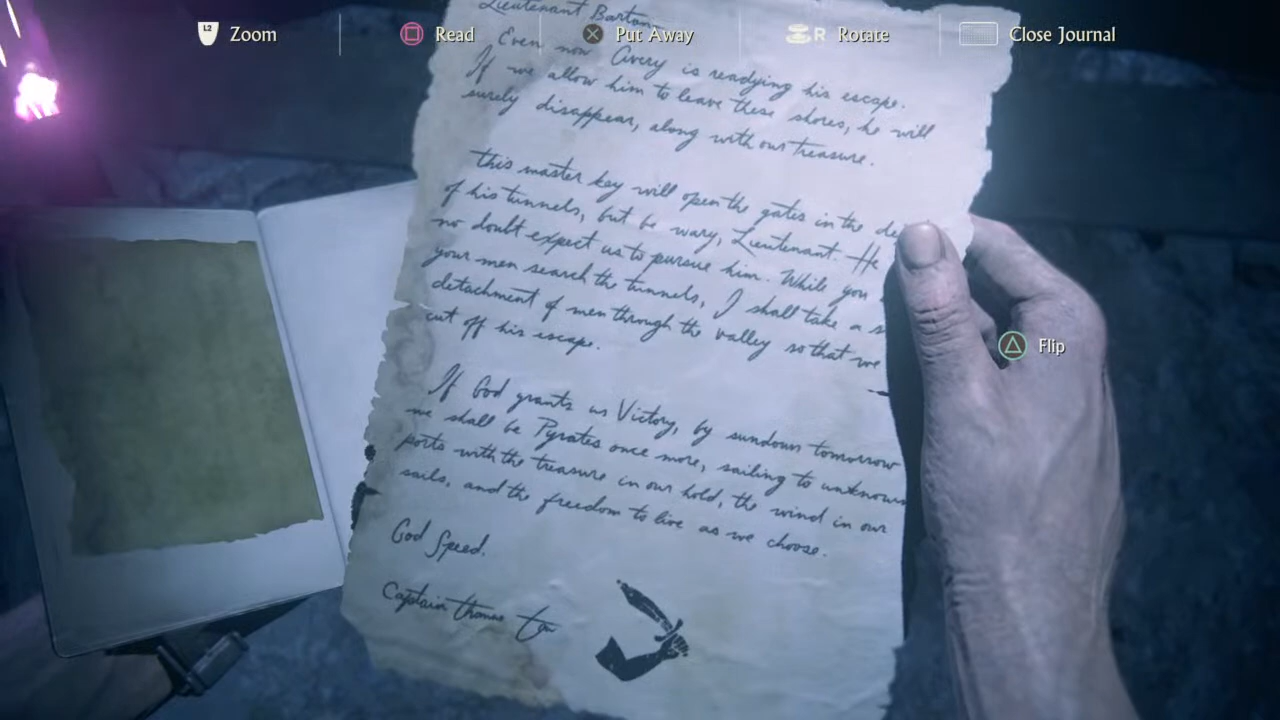 L2 Zoom Read Put Away R Rotate Close Journal
Lieutenant Barton
Even now Avery is readying his escape.
If we allow him to leave these shores, he will
surely disappear, along with our treasure.
this master key will open the gates in the de
of his tunnels, but be wary, Lieutenant. He
no doubt expect us to pursue him. While you
your men search the tunnels, I shall take a s
detachment of men through the valley so that we
cut off his escape.
Flip
If God grants us Victory, by sundown tomorrow
we shall be Pyrates once more, sailing to unknown
ports with the treasure in our hold, the wind in our
sails, and the freedom to live as we choose.
God Speed.
Captain thomas Tew